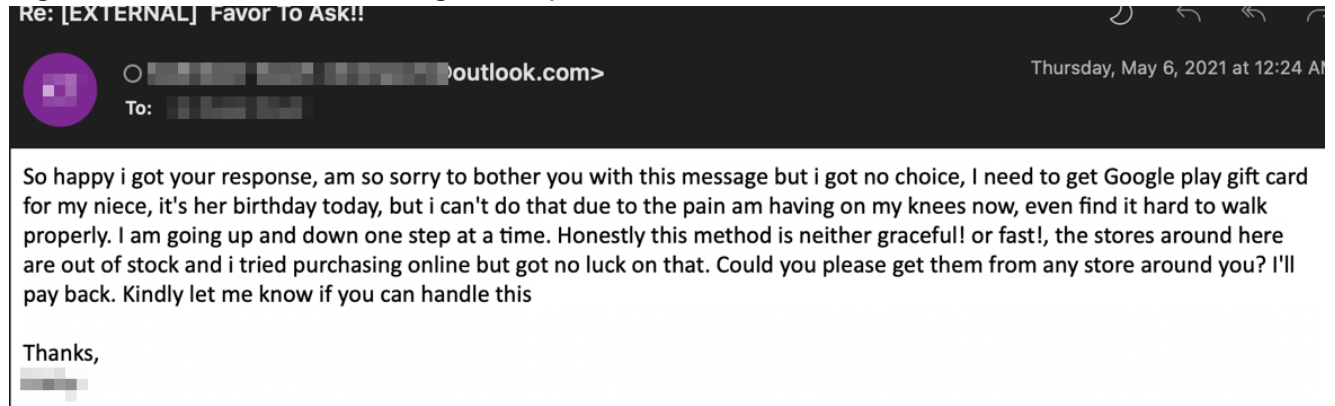 Re: [EXTERNAL] Favor To Ask!!
outlook.com>
Thursday, May 6, 2021 at 12:24 AM
To:
So happy i got your response, am so sorry to bother you with this message but i got no choice, I need to get Google play gift card
for my niece, it's her birthday today, but i can't do that due to the pain am having on my knees now, even find it hard to walk
properly. I am going up and down one step at a time. Honestly this method is neither graceful! or fast!, the stores around here
are out of stock and i tried purchasing online but got no luck on that. Could you please get them from any store around you? I'll
pay back. Kindly let me know if you can handle this
Thanks,